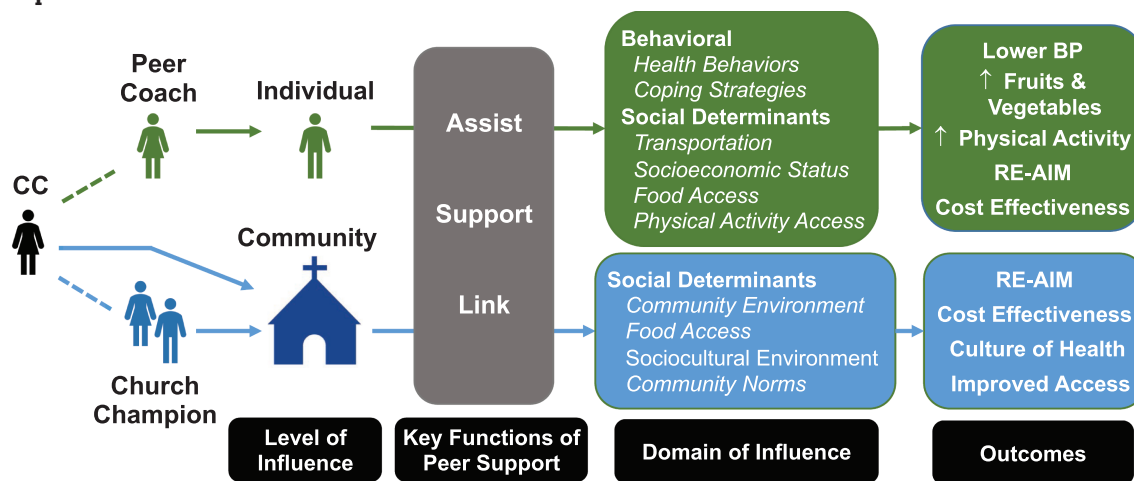 Peer
Coach
Individual
CC
Community
Church
Champion
Assist
Support
Link
Behavioral
Health Behaviors
Coping Strategies
Social Determinants
Transportation
Socioeconomic Status
Food Access
Physical Activity Access
Lower BP
↑ Fruits &
Vegetables
↑ Physical Activity
RE-AIM
Cost Effectiveness
Social Determinants
Community Environment
Food Access
Sociocultural Environment
Community Norms
RE-AIM
Cost Effectiveness
Culture of Health
Improved Access
Level of
Influence
Key Functions of
Peer Support
Domain of Influence
Outcomes